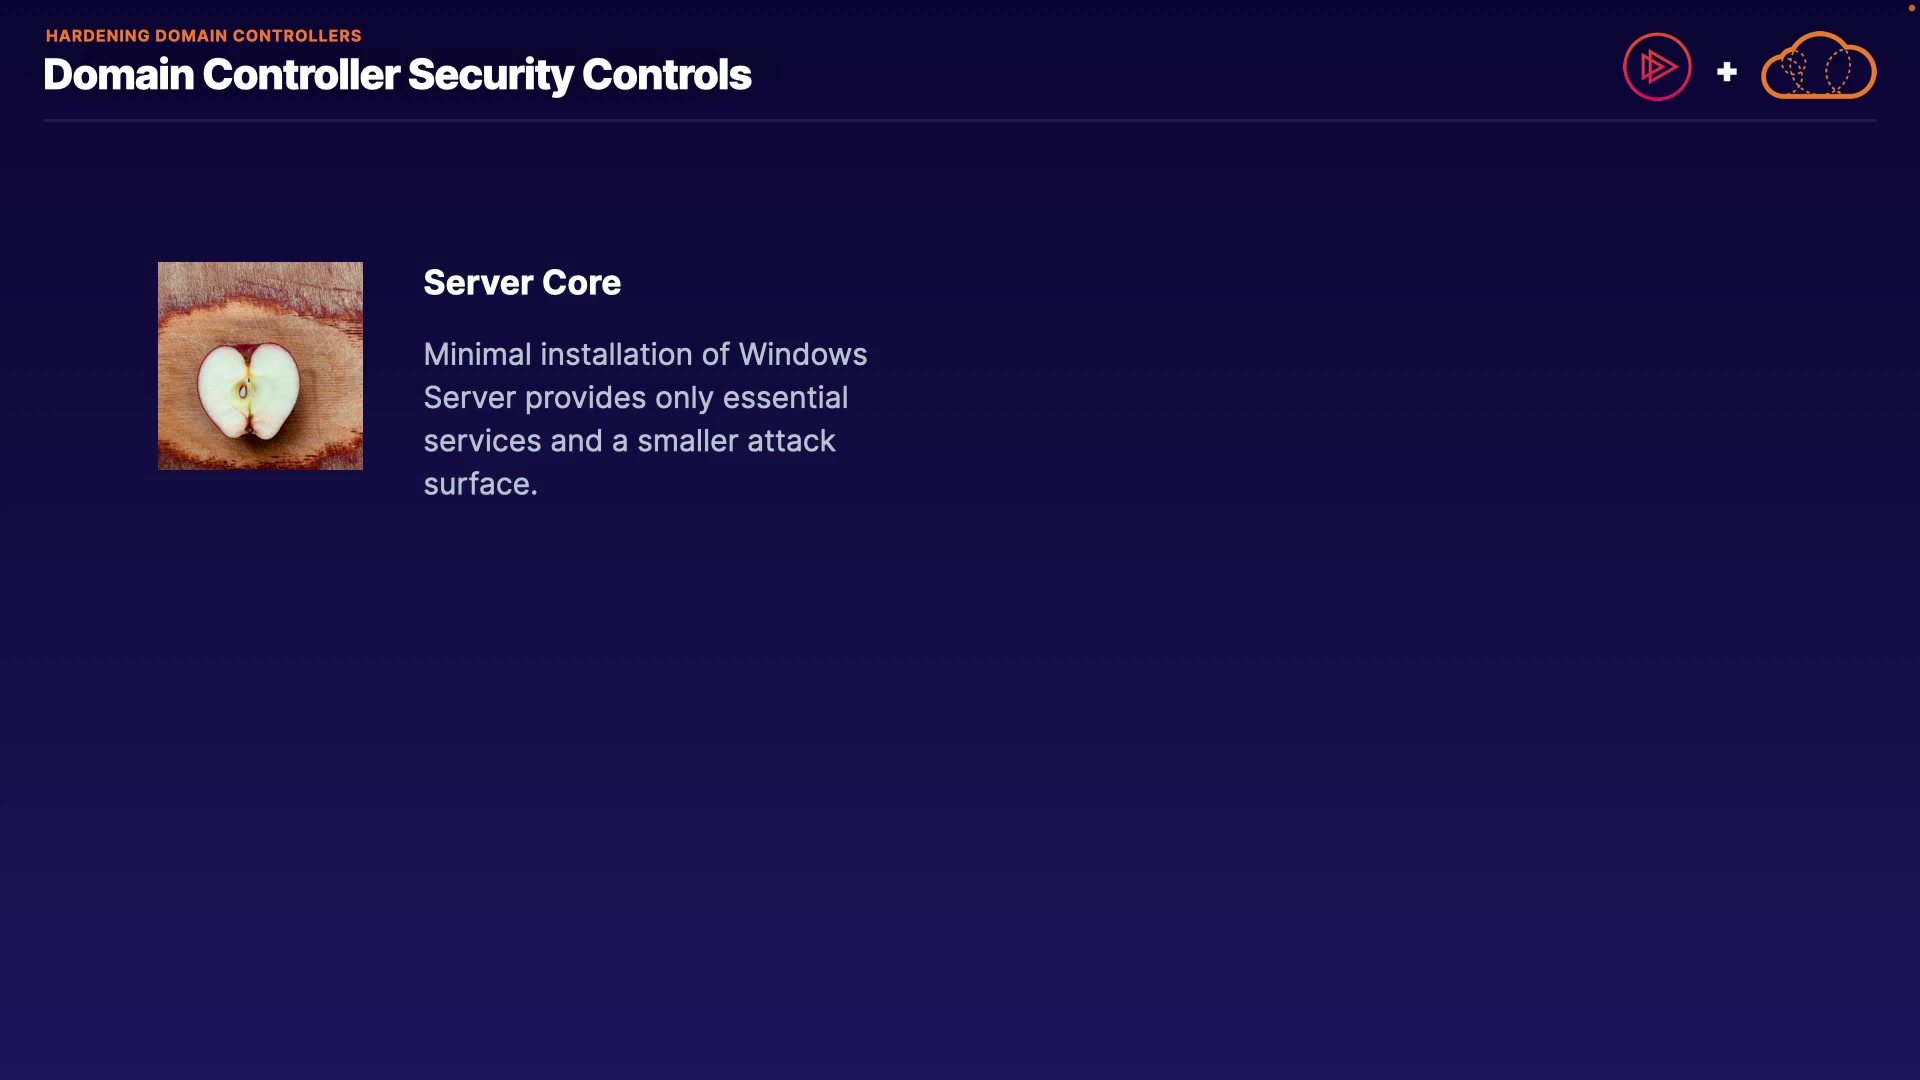 HARDENING DOMAIN CONTROLLERS
Domain Controller Security Controls
Server Core
Minimal installation of Windows
Server provides only essential
services and a smaller attack
surface.